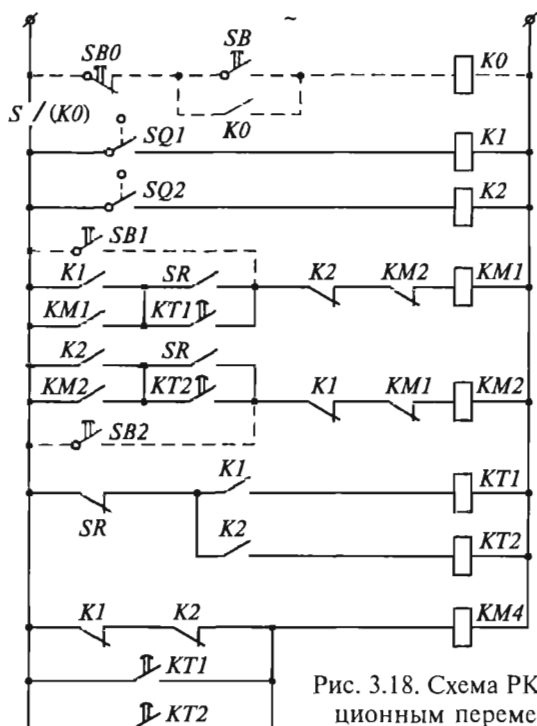 ~
SB0 SB K0
K0
S /(K0)
SQ1 K1
SQ2 K2
SB1
K1 SR K2 KM2 KM1
KM1 KT1
K2 SR
KM2 KT2 K1 KM1 KM2
SB2
K1 KT1
SR
K2 KT2
K1 K2 KM4
KT1
KT2
Рис. 3.18. Схема РК
ционным переме